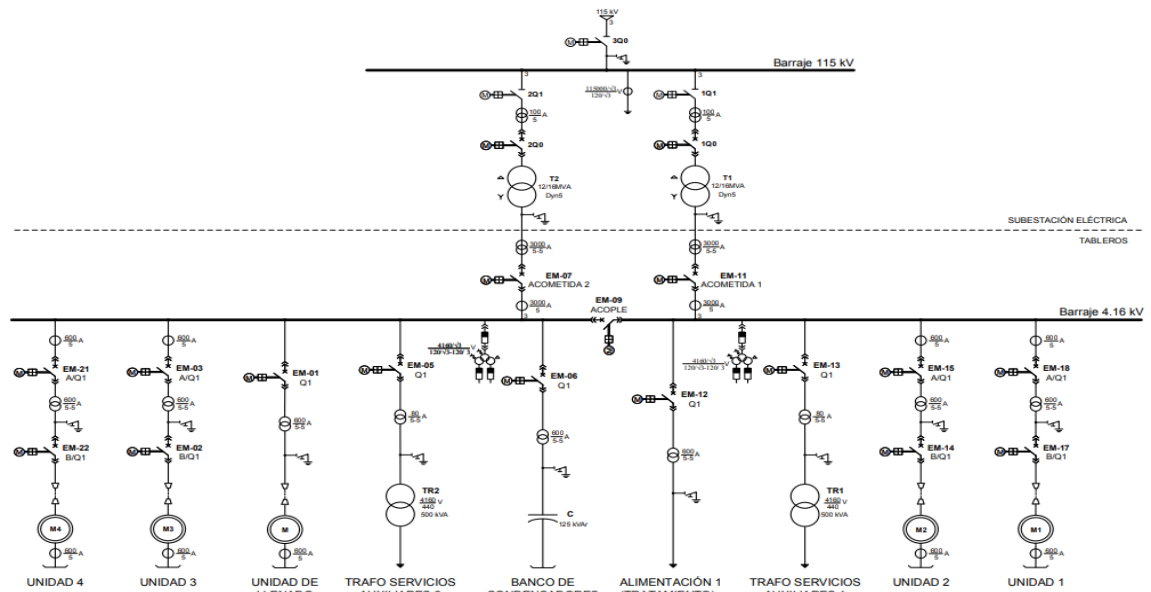 115 kV
3
M
3Q0
Barraje 115 kV
3
3
M
2Q1
115000/√3 V
120/√3
M
1Q1
100 A
5
100 A
5
M
2Q0
M
1Q0
T2
12/16MVA
Dyn5
T1
12/16MVA
Dyn5
SUBESTACIÓN ELÉCTRICA
TABLEROS
3000 A
5-5
3000 A
5-5
M
EM-07
ACOMETIDA 2
M
EM-11
ACOMETIDA 1
3000 A
5
EM-09
ACOPLE
3000 A
5
3
3
Barraje 4.16 kV
600 A
5
600 A
5
4160/√3 V
120/√3-120/ 3
4160/√3 V
120/√3-120/ 3
600 A
5
600 A
5
M
EM-21
A/Q1
M
EM-03
A/Q1
M
EM-01
Q1
M
EM-05
Q1
M
EM-06
Q1
M
EM-12
Q1
M
EM-13
Q1
M
EM-15
A/Q1
M
EM-18
A/Q1
600 A
5-5
600 A
5-5
600 A
5-5
80 A
5-5
600 A
5-5
600 A
5-5
80 A
5-5
600 A
5-5
600 A
5-5
M
EM-22
B/Q1
M
EM-02
B/Q1
M
EM-14
B/Q1
M
EM-17
B/Q1
TR2
4160 V
440
500 kVA
C
125 kVAr
TR1
4160 V
440
500 kVA
M4
M3
M
M2
M1
600 A
5
600 A
5
600 A
5
600 A
5
600 A
5
UNIDAD 4
UNIDAD 3
UNIDAD DE
LLENADO
TRAFO SERVICIOS
AUXILIARES 2
BANCO DE
CONDENSADORES
ALIMENTACIÓN 1
(TRATAMIENTO)
TRAFO SERVICIOS
AUXILIARES 1
UNIDAD 2
UNIDAD 1